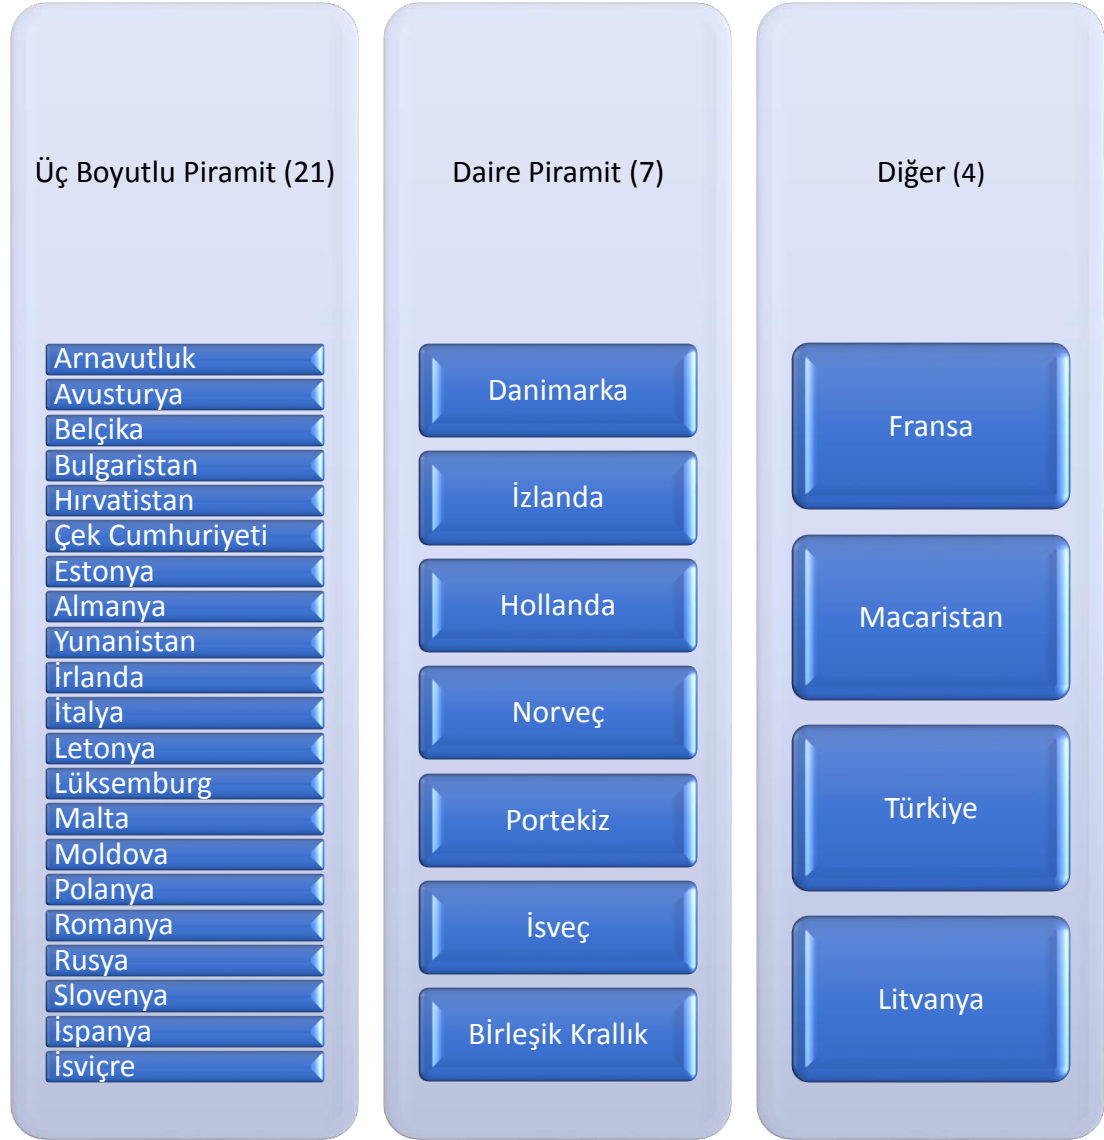 Üç Boyutlu Piramit (21)
Arnavutluk
Avusturya
Belçika
Bulgaristan
Hırvatistan
Çek Cumhuriyeti
Estonya
Almanya
Yunanistan
İrlanda
İtalya
Letonya
Lüksemburg
Malta
Moldova
Polanya
Romanya
Rusya
Slovenya
İspanya
İsviçre
Daire Piramit (7)
Danimarka
İzlanda
Hollanda
Norveç
Portekiz
İsveç
Bİrleşik Krallık
Diğer (4)
Fransa
Macaristan
Türkiye
Litvanya